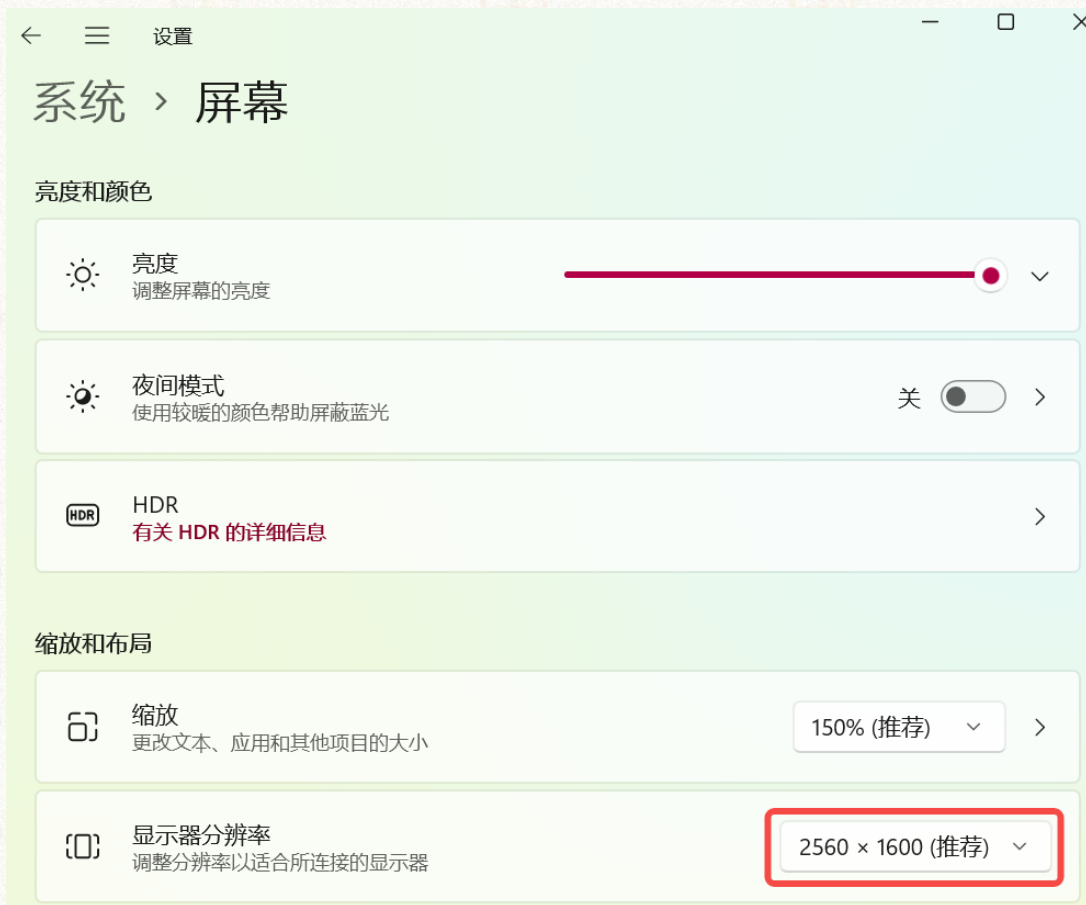 设置
系统 › 屏幕
亮度和颜色
亮度
调整屏幕的亮度
夜间模式
使用较暖的颜色帮助屏蔽蓝光
关
HDR
HDR
有关 HDR 的详细信息
缩放和布局
缩放
更改文本、应用和其他项目的大小
150% (推荐)
显示器分辨率
调整分辨率以适合所连接的显示器
2560 × 1600 (推荐)